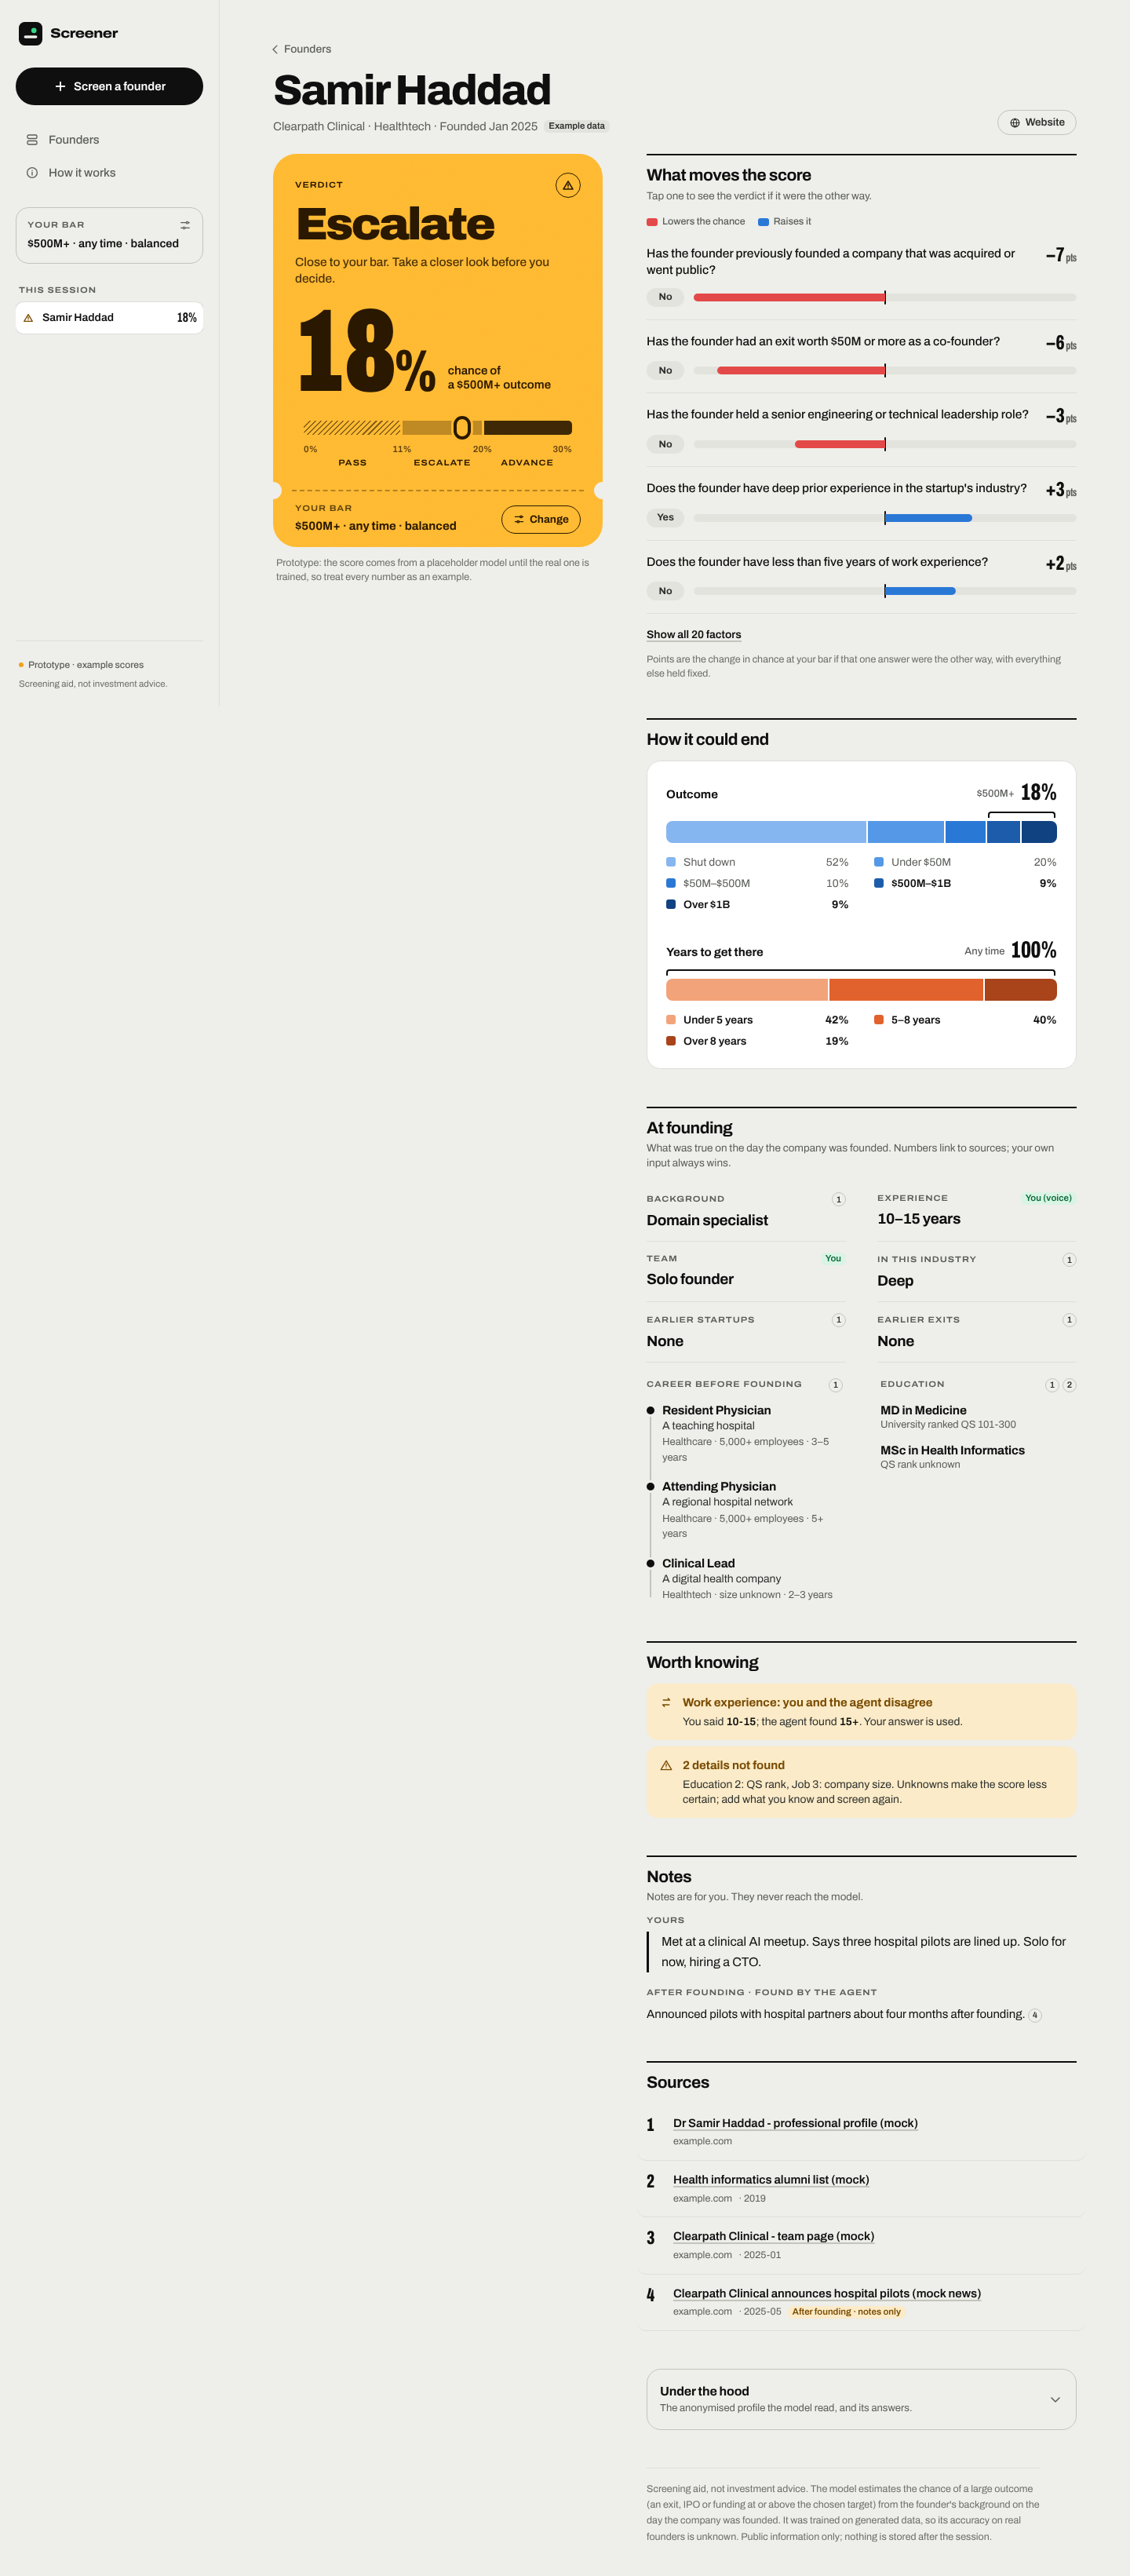 Screener
Screen a founder
Founders
How it works
YOUR BAR
$500M+ · any time · balanced
THIS SESSION
Samir Haddad 18%
Prototype · example scores
Screening aid, not investment advice.
Founders
Samir Haddad
Clearpath Clinical · Healthtech · Founded Jan 2025 Example data
Website
VERDICT
Escalate
Close to your bar. Take a closer look before you
decide.
18%
chance of
a $500M+ outcome
0% 11% 20% 30%
PASS ESCALATE ADVANCE
YOUR BAR
$500M+ · any time · balanced
Change
Prototype: the score comes from a placeholder model until the real one is
trained, so treat every number as an example.
What moves the score
Tap one to see the verdict if it were the other way.
Lowers the chance Raises it
Has the founder previously founded a company that was acquired or
went public?
−7 pts
No
Has the founder had an exit worth $50M or more as a co-founder?
−6 pts
No
Has the founder held a senior engineering or technical leadership role?
−3 pts
No
Does the founder have deep prior experience in the startup's industry?
+3 pts
Yes
Does the founder have less than five years of work experience?
+2 pts
No
Show all 20 factors
Points are the change in chance at your bar if that one answer were the other way, with everything
else held fixed.
How it could end
Outcome $500M+ 18%
Shut down 52% Under $50M 20%
$50M–$500M 10% $500M–$1B 9%
Over $1B 9%
Years to get there Any time 100%
Under 5 years 42% 5–8 years 40%
Over 8 years 19%
At founding
What was true on the day the company was founded. Numbers link to sources; your own
input always wins.
BACKGROUND 1
Domain specialist
EXPERIENCE You (voice)
10–15 years
TEAM You
Solo founder
IN THIS INDUSTRY 1
Deep
EARLIER STARTUPS 1
None
EARLIER EXITS 1
None
CAREER BEFORE FOUNDING 1
Resident Physician
A teaching hospital
Healthcare · 5,000+ employees · 3–5
years
Attending Physician
A regional hospital network
Healthcare · 5,000+ employees · 5+
years
Clinical Lead
A digital health company
Healthtech · size unknown · 2–3 years
EDUCATION 1 2
MD in Medicine
University ranked QS 101-300
MSc in Health Informatics
QS rank unknown
Worth knowing
Work experience: you and the agent disagree
You said 10-15; the agent found 15+. Your answer is used.
2 details not found
Education 2: QS rank, Job 3: company size. Unknowns make the score less
certain; add what you know and screen again.
Notes
Notes are for you. They never reach the model.
YOURS
Met at a clinical AI meetup. Says three hospital pilots are lined up. Solo for
now, hiring a CTO.
AFTER FOUNDING · FOUND BY THE AGENT
Announced pilots with hospital partners about four months after founding. 4
Sources
1 Dr Samir Haddad - professional profile (mock)
example.com
2 Health informatics alumni list (mock)
example.com · 2019
3 Clearpath Clinical - team page (mock)
example.com · 2025-01
4 Clearpath Clinical announces hospital pilots (mock news)
example.com · 2025-05 After founding · notes only
Under the hood
The anonymised profile the model read, and its answers.
Screening aid, not investment advice. The model estimates the chance of a large outcome
(an exit, IPO or funding at or above the chosen target) from the founder's background on the
day the company was founded. It was trained on generated data, so its accuracy on real
founders is unknown. Public information only; nothing is stored after the session.